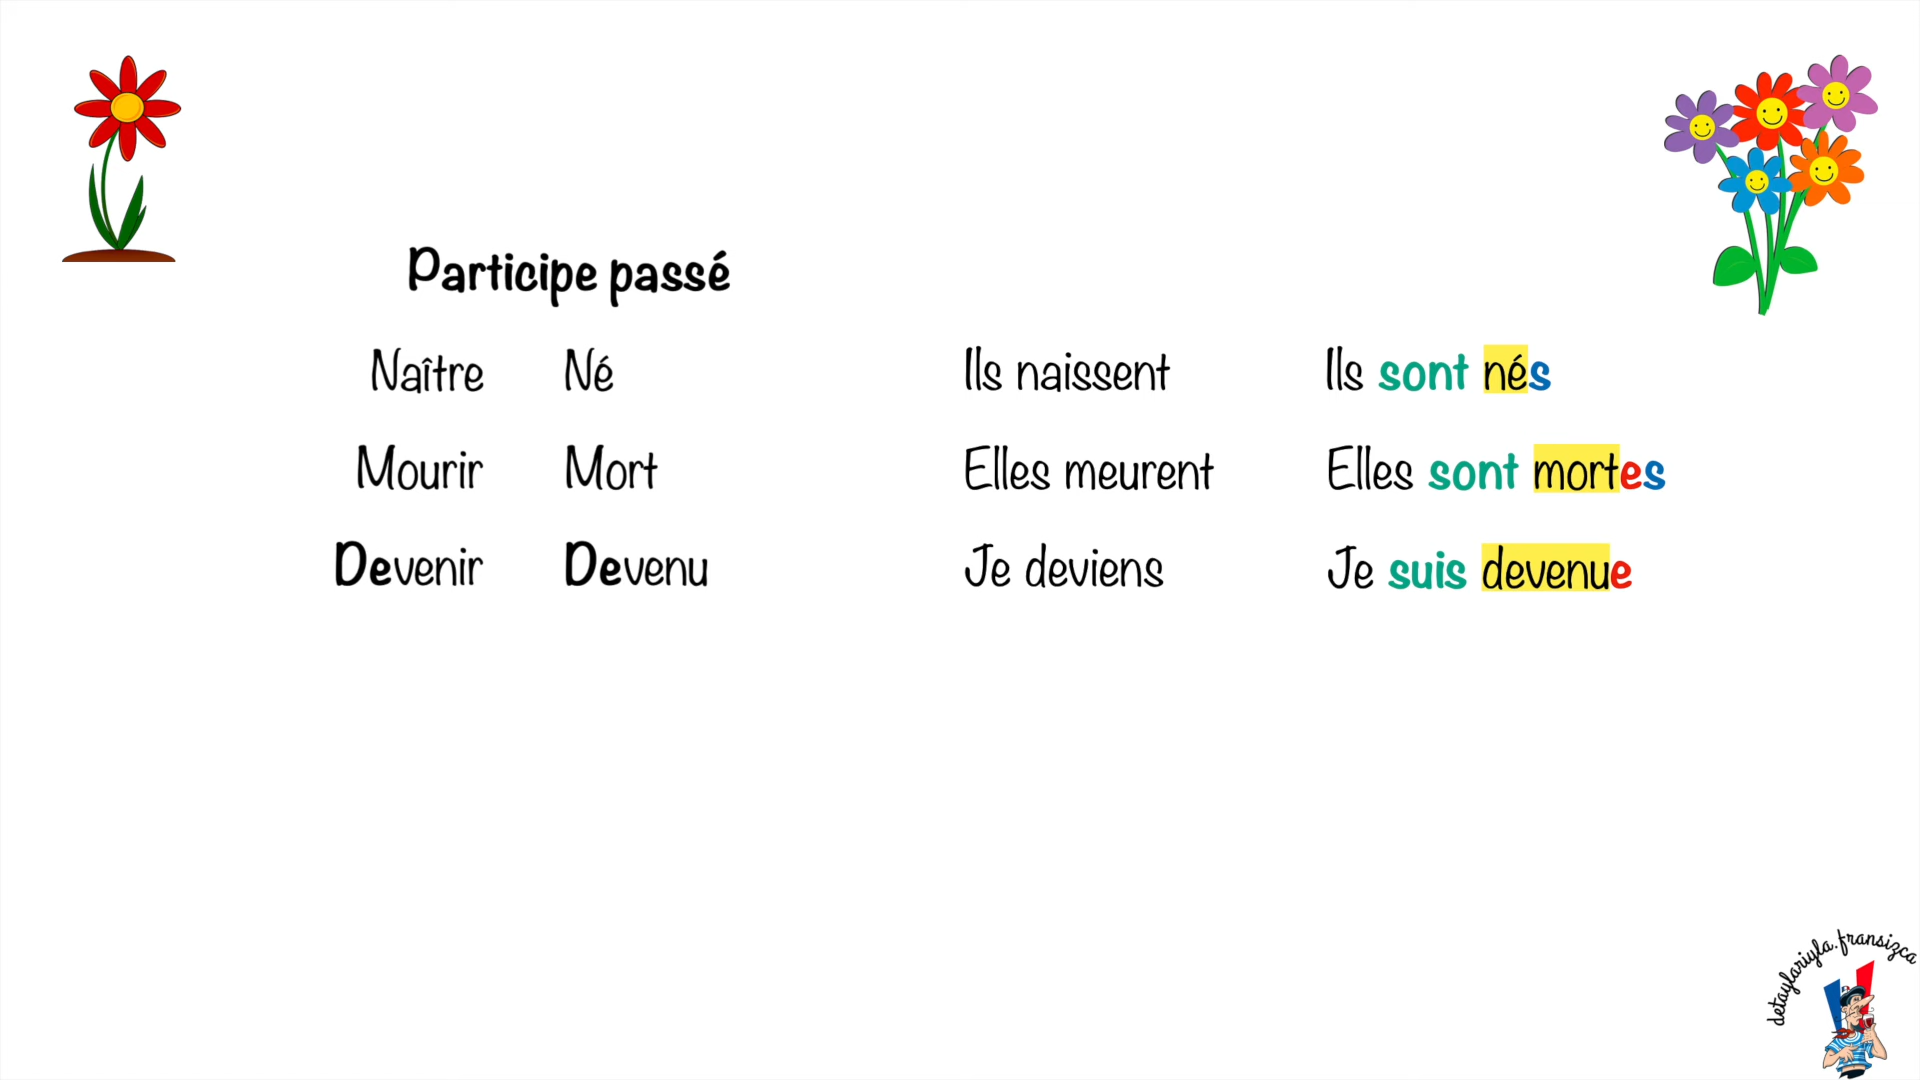 Participe passé
Naître Né Ils naissent Ils sont nés
Mourir Mort Elles meurent Elles sont mortes
Devenir Devenu Je deviens Je suis devenue
detaylariyla.fransizca